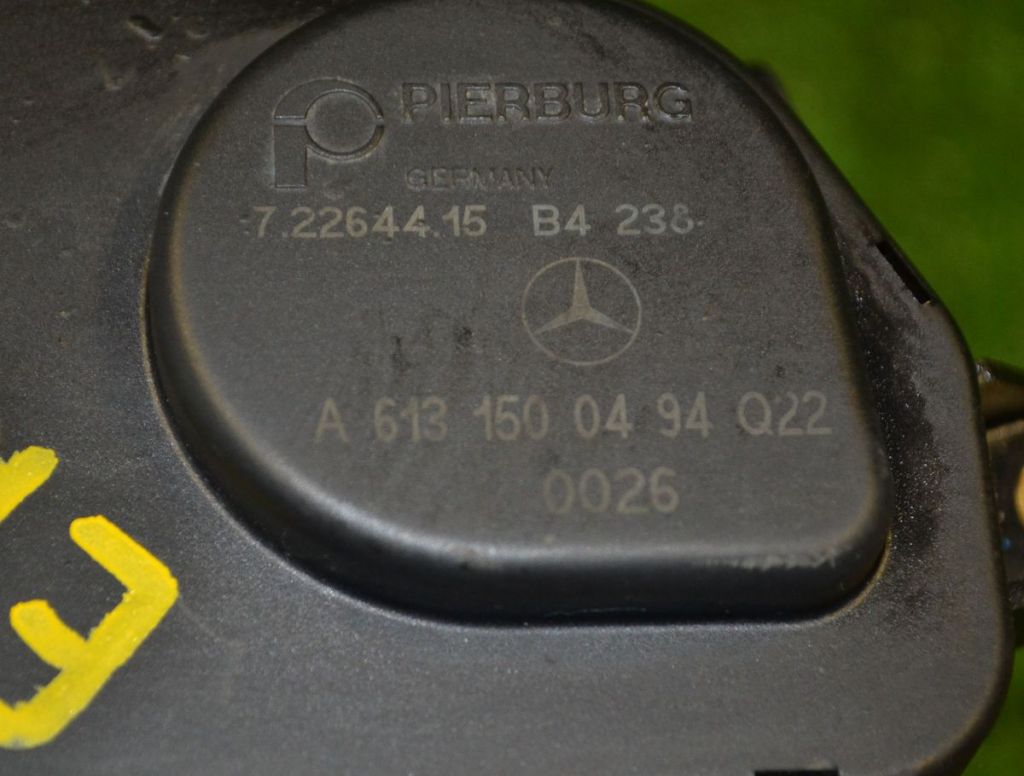 PIERBURG
GERMANY
7.22644.15 B4 238
A 613 150 04 94 Q22
0026